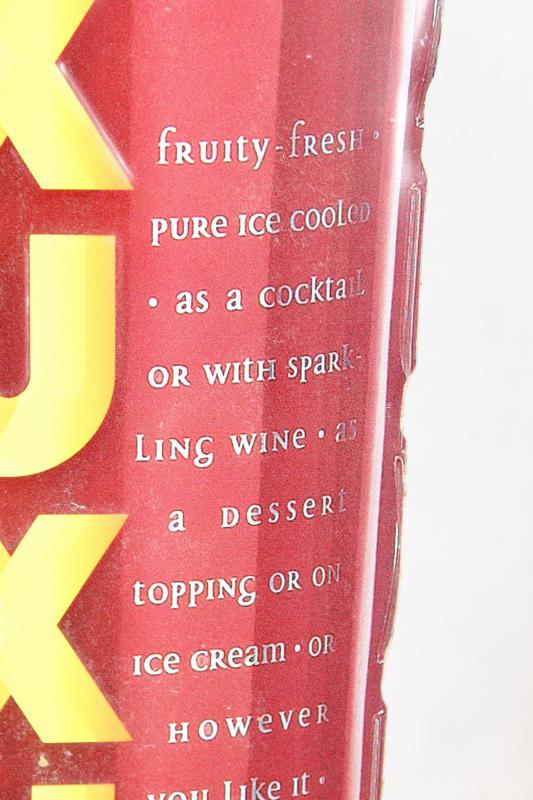 fruity-fresh •
pure ice cooled
• as a cocktail
or with spark-
ling wine • as
a dessert
topping or on
ice cream • or
however
you like it •
X
U
X